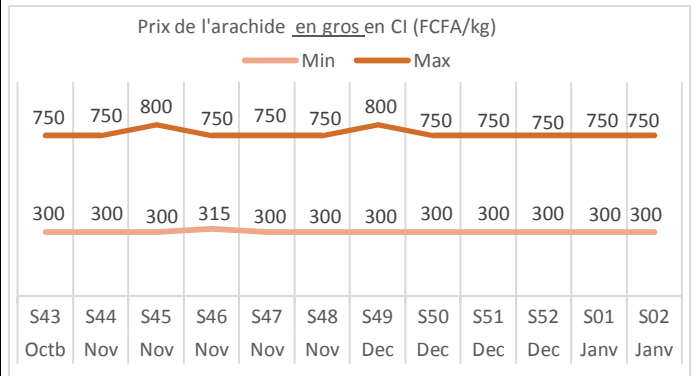 Prix de l'arachide en gros en CI (FCFA/kg)
Min Max
750 750 800 750 750 750 800 750 750 750 750 750
300 300 300 315 300 300 300 300 300 300 300 300
S43 S44 S45 S46 S47 S48 S49 S50 S51 S52 S01 S02
Octb Nov Nov Nov Nov Nov Dec Dec Dec Dec Janv Janv